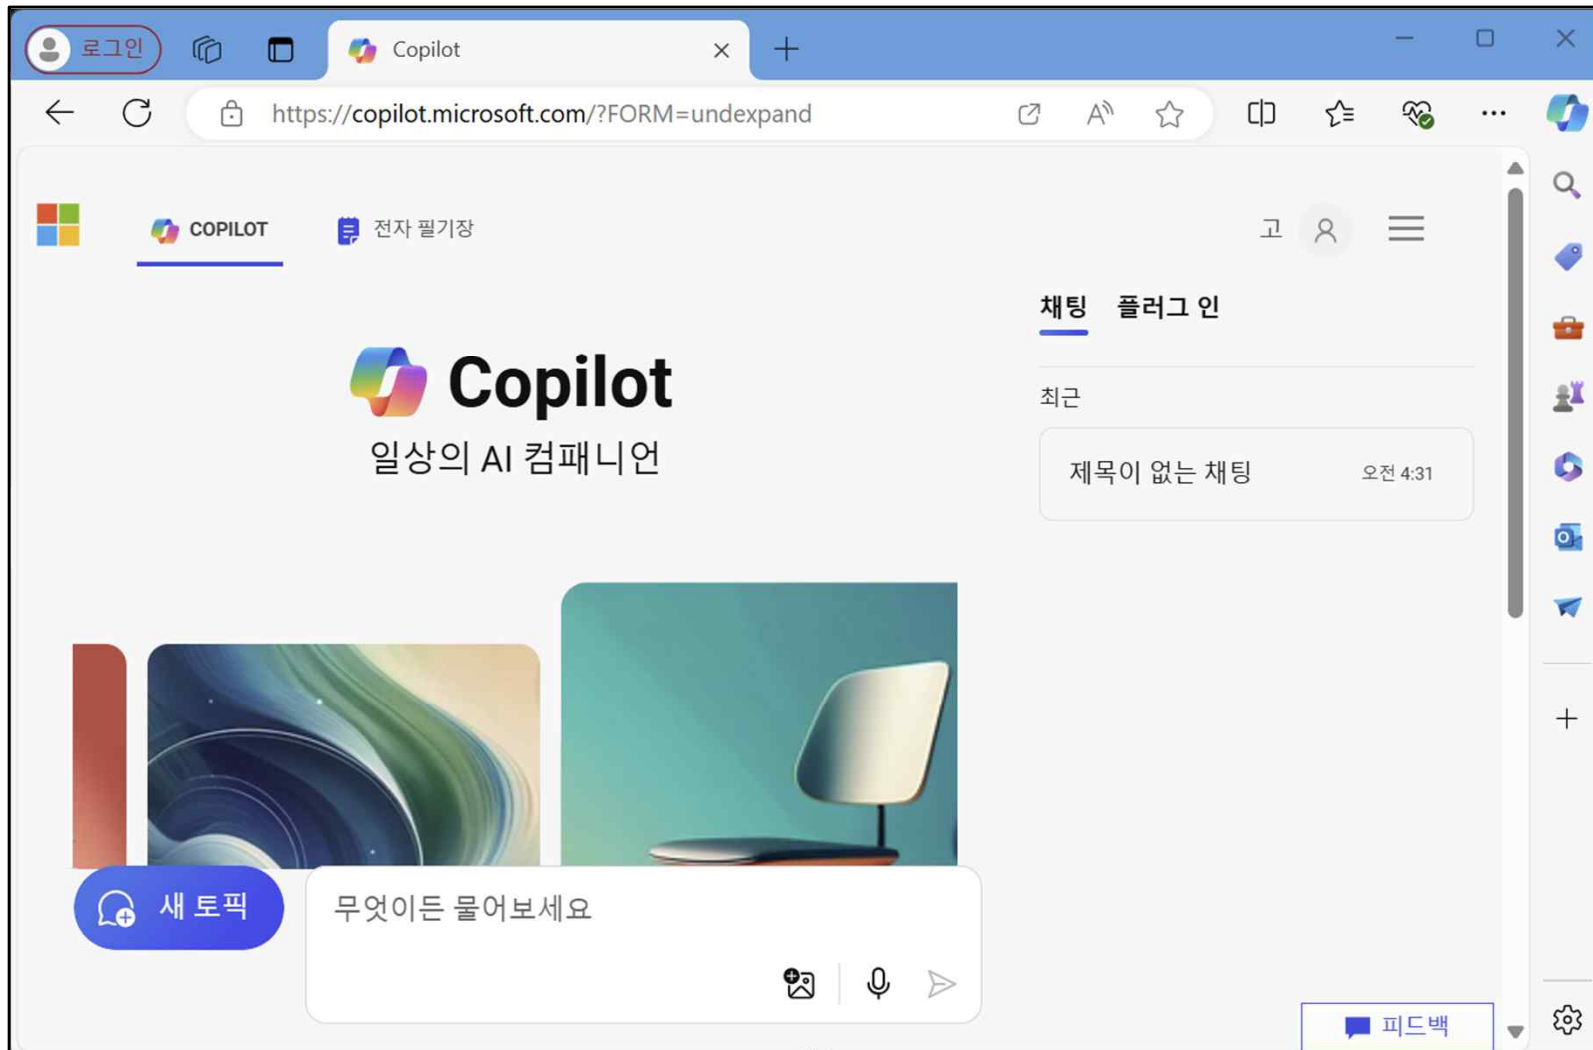 로그인
Copilot
https://copilot.microsoft.com/?FORM=undexpand
COPILOT
전자 필기장
고
채팅 플러그 인
Copilot
일상의 AI 컴패니언
최근
제목이 없는 채팅 오전 4:31
새 토픽
무엇이든 물어보세요
피드백